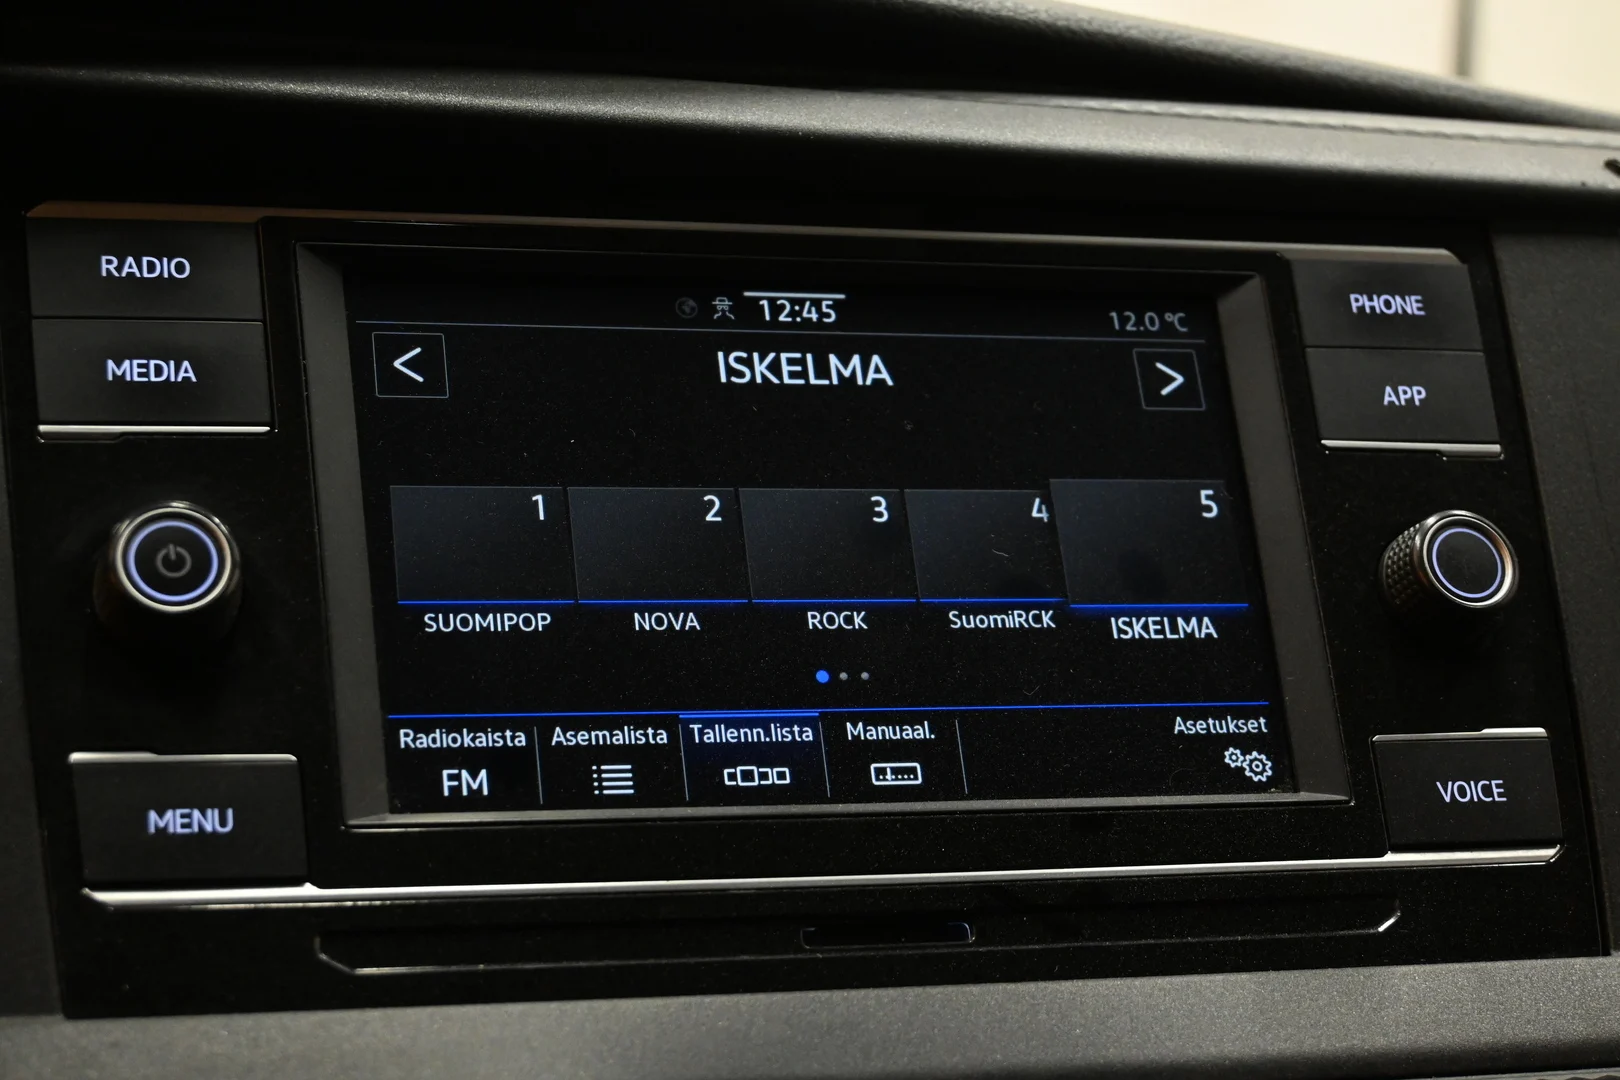 RADIO
MEDIA
MENU
12:45
12.0 °C
ISKELMA
1
2
3
4
5
SUOMIPOP
NOVA
ROCK
SuomiRCK
ISKELMA
Radiokaista
FM
Asemalista
Tallenn.lista
Manuaal.
Asetukset
PHONE
APP
VOICE